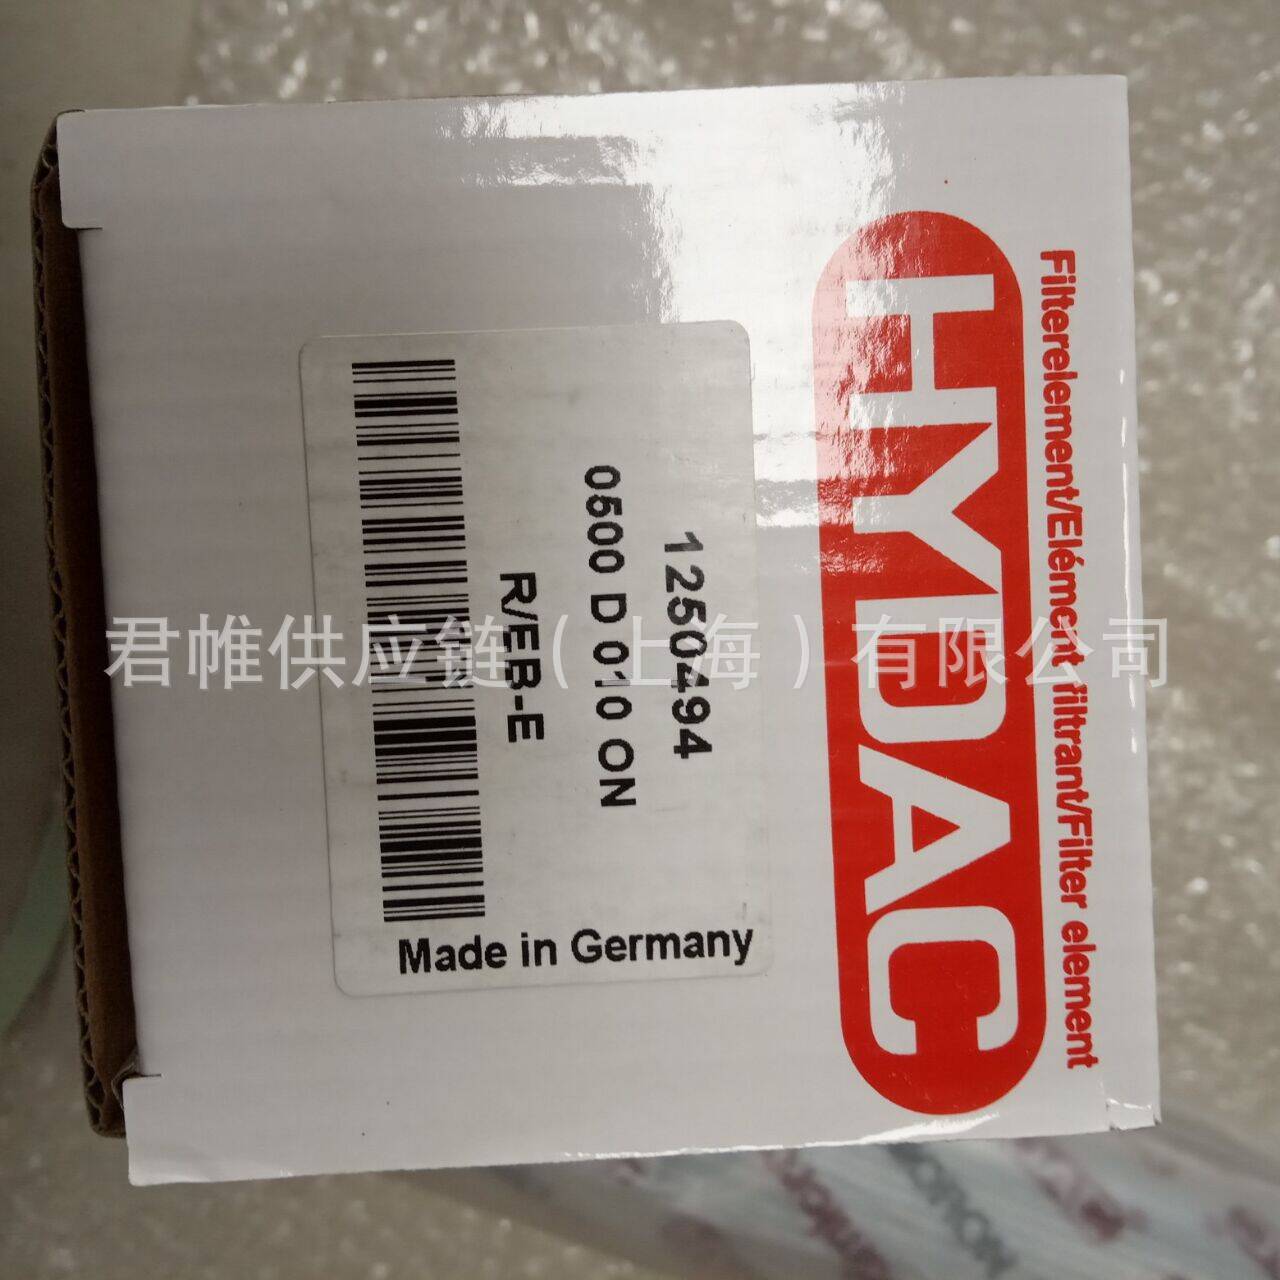 Filterelement/Elément filtrant/Filter element
HYDAC
1250494
0500 D 010 ON
R/EB-E
Made in Germany
君帷供应链（上海）有限公司